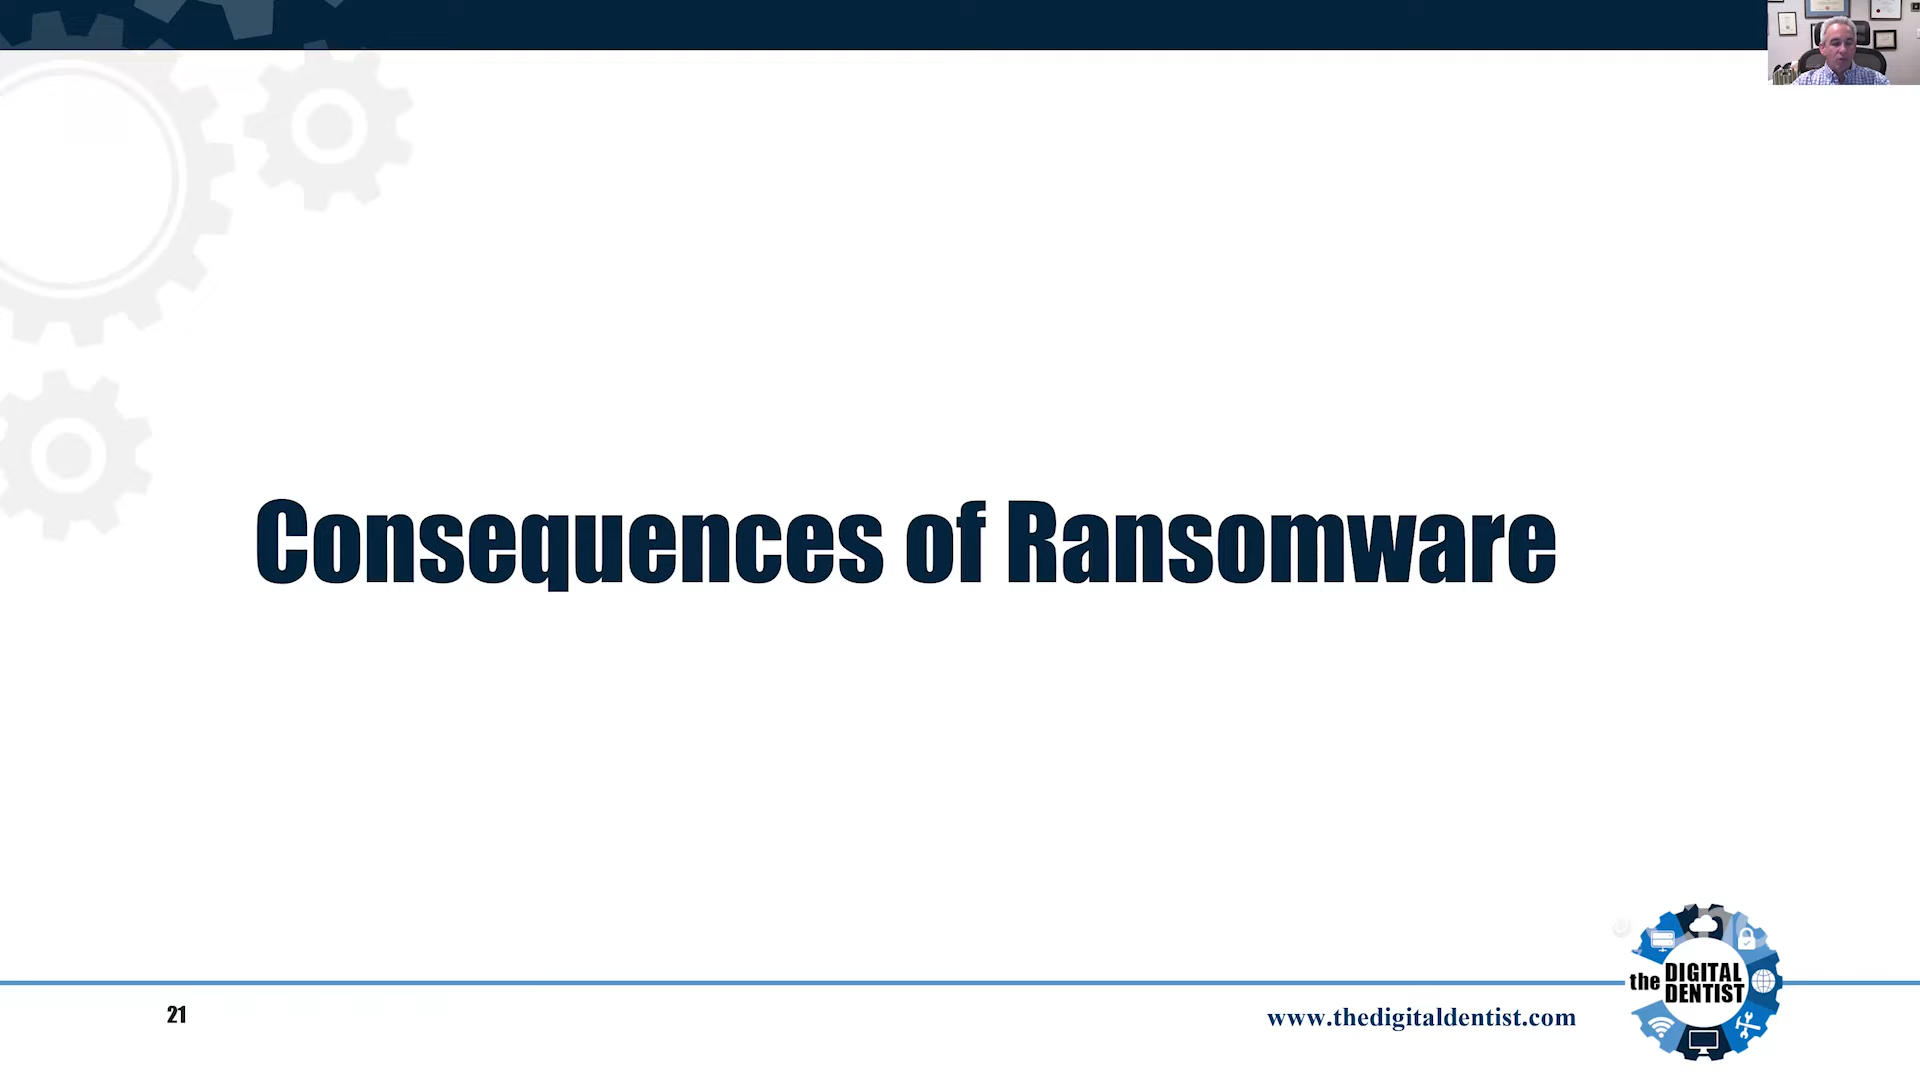 Consequences of Ransomware
21
www.thedigitaldentist.com
the DIGITAL
DENTIST